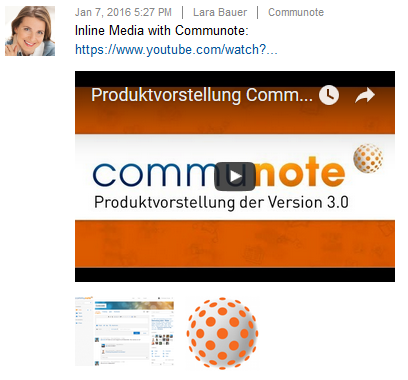 Jan 7, 2016 5:27 PM | Lara Bauer | Communote
Inline Media with Communote:
https://www.youtube.com/watch?...
Produktvorstellung Comm...
communote
Produktvorstellung der Version 3.0